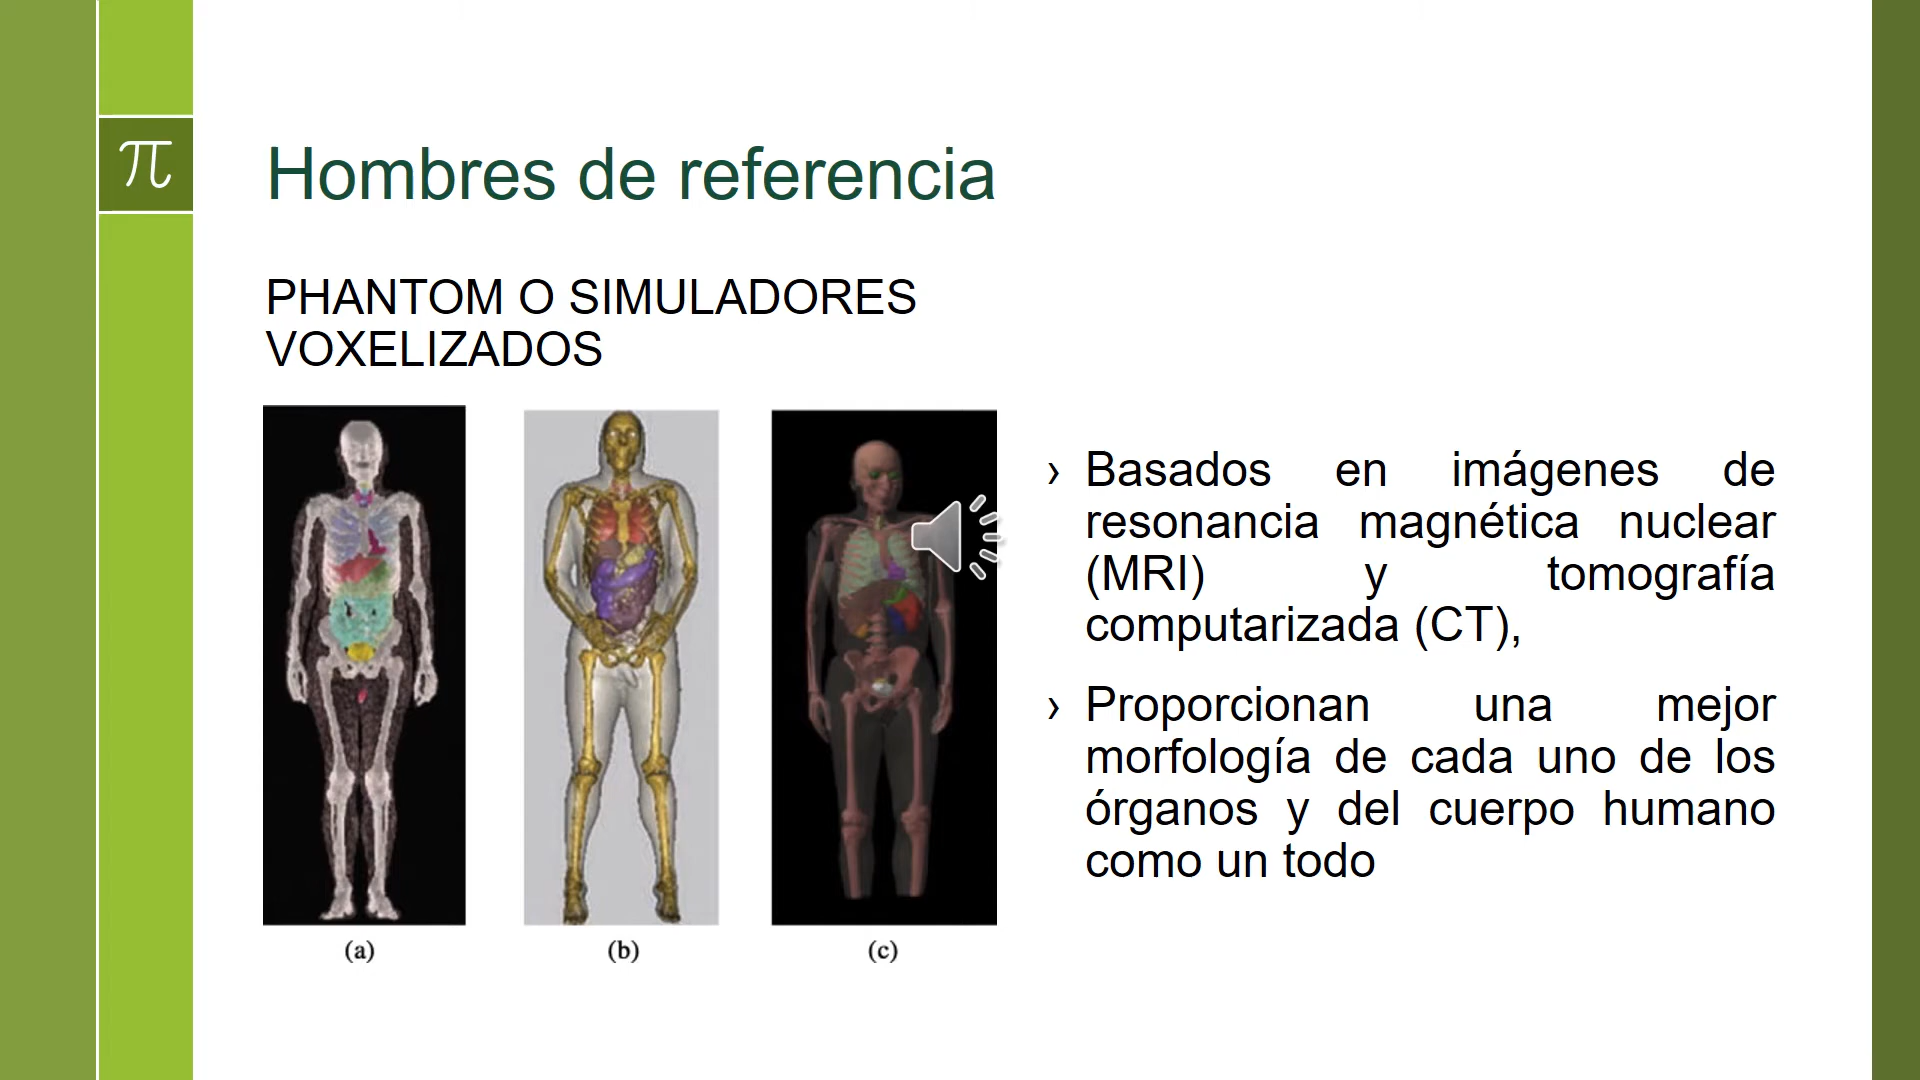 π
Hombres de referencia
PHANTOM O SIMULADORES
VOXELIZADOS
(a)
(b)
(c)
› Basados en imágenes de
resonancia magnética nuclear
(MRI) y tomografía
computarizada (CT),
› Proporcionan una mejor
morfología de cada uno de los
órganos y del cuerpo humano
como un todo